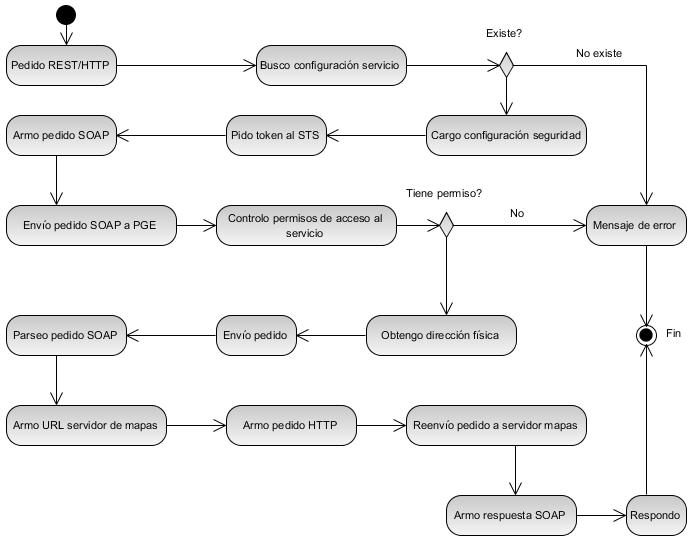 Existe?
No existe
Pedido REST/HTTP
Busco configuración servicio
Armo pedido SOAP
Pido token al STS
Cargo configuración seguridad
Tiene permiso?
Envío pedido SOAP a PGE
Controlo permisos de acceso al
servicio
No
Mensaje de error
Parseo pedido SOAP
Envío pedido
Obtengo dirección física
Fin
Armo URL servidor de mapas
Armo pedido HTTP
Reenvío pedido a servidor mapas
Armo respuesta SOAP
Respondo